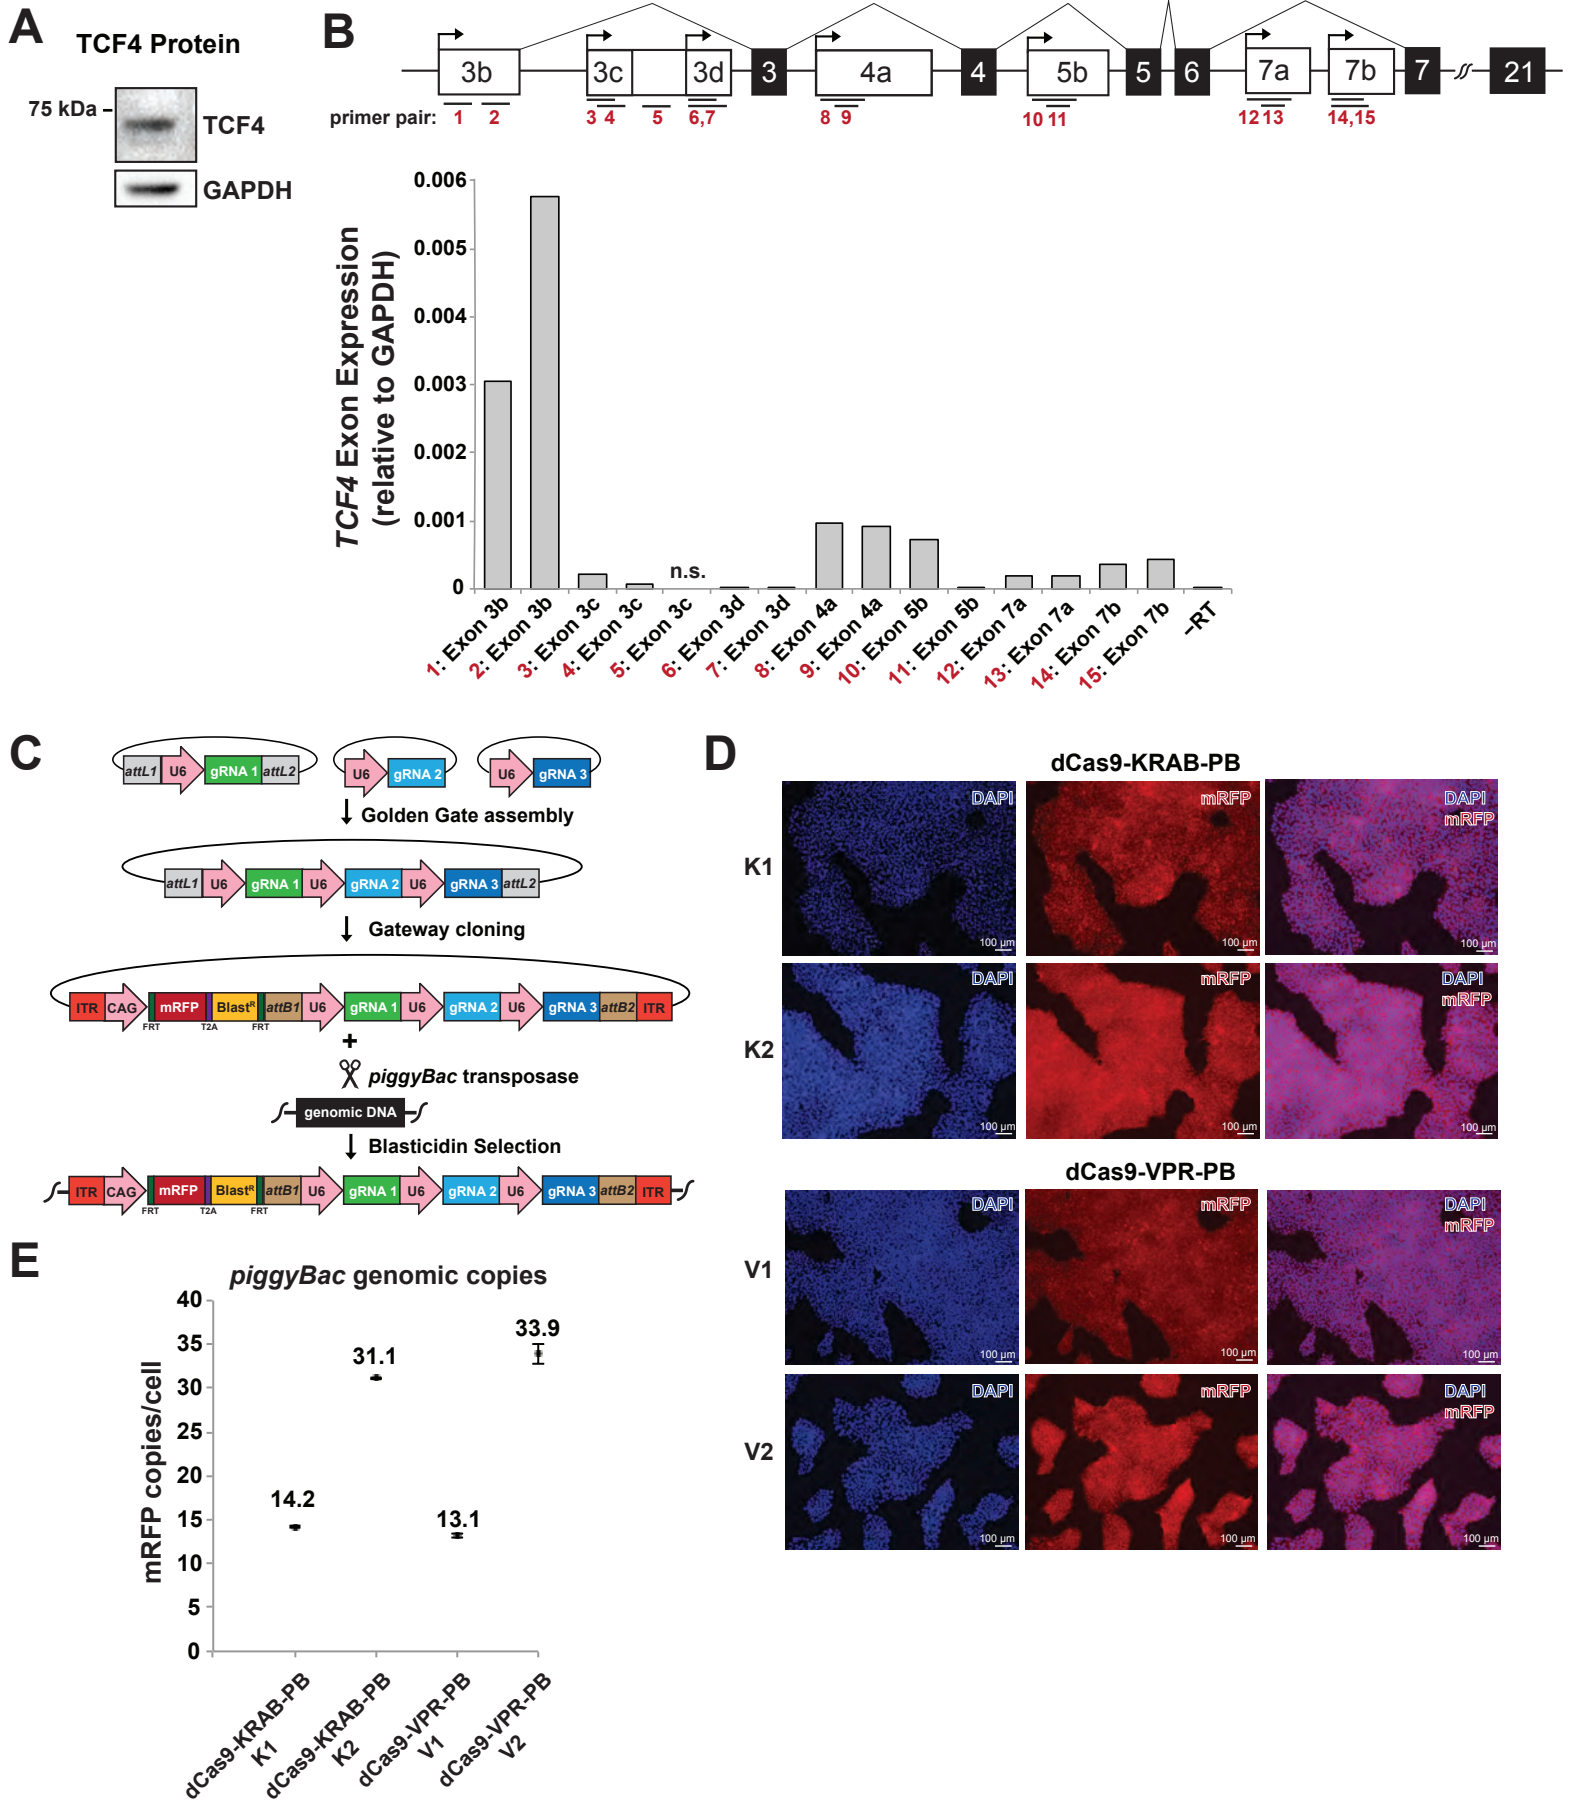 A
TCF4 Protein
75 kDa
TCF4
GAPDH
B
3b
3c
3d
3
4a
4
5b
5
6
7a
7b
7
21
primer pair:
1
2
3
4
5
6,7
8
9
10
11
12
13
14,15
TCF4 Exon Expression
(relative to GAPDH)
0.006
0.005
0.004
0.003
0.002
0.001
0
n.s.
1: Exon 3b
2: Exon 3b
3: Exon 3c
4: Exon 3c
5: Exon 3c
6: Exon 3d
7: Exon 3d
8: Exon 4a
9: Exon 4a
10: Exon 5b
11: Exon 5b
12: Exon 7a
13: Exon 7a
14: Exon 7b
15: Exon 7b
–RT
C
attL1 U6 gRNA 1 attL2
U6 gRNA 2
U6 gRNA 3
Golden Gate assembly
attL1 U6 gRNA 1 U6 gRNA 2 U6 gRNA 3 attL2
Gateway cloning
ITR CAG mRFP BlastR attB1 U6 gRNA 1 U6 gRNA 2 U6 gRNA 3 attB2 ITR
FRT T2A FRT
+
piggyBac transposase
genomic DNA
Blasticidin Selection
ITR CAG mRFP BlastR attB1 U6 gRNA 1 U6 gRNA 2 U6 gRNA 3 attB2 ITR
FRT T2A FRT
D
dCas9-KRAB-PB
K1
DAPI
100 µm
mRFP
100 µm
DAPI
mRFP
100 µm
K2
DAPI
100 µm
mRFP
100 µm
DAPI
mRFP
100 µm
dCas9-VPR-PB
V1
DAPI
100 µm
mRFP
100 µm
DAPI
mRFP
100 µm
V2
DAPI
100 µm
mRFP
100 µm
DAPI
mRFP
100 µm
E
piggyBac genomic copies
mRFP copies/cell
40
35
30
25
20
15
10
5
0
14.2
31.1
13.1
33.9
dCas9-KRAB-PB
K1
dCas9-KRAB-PB
K2
dCas9-VPR-PB
V1
dCas9-VPR-PB
V2